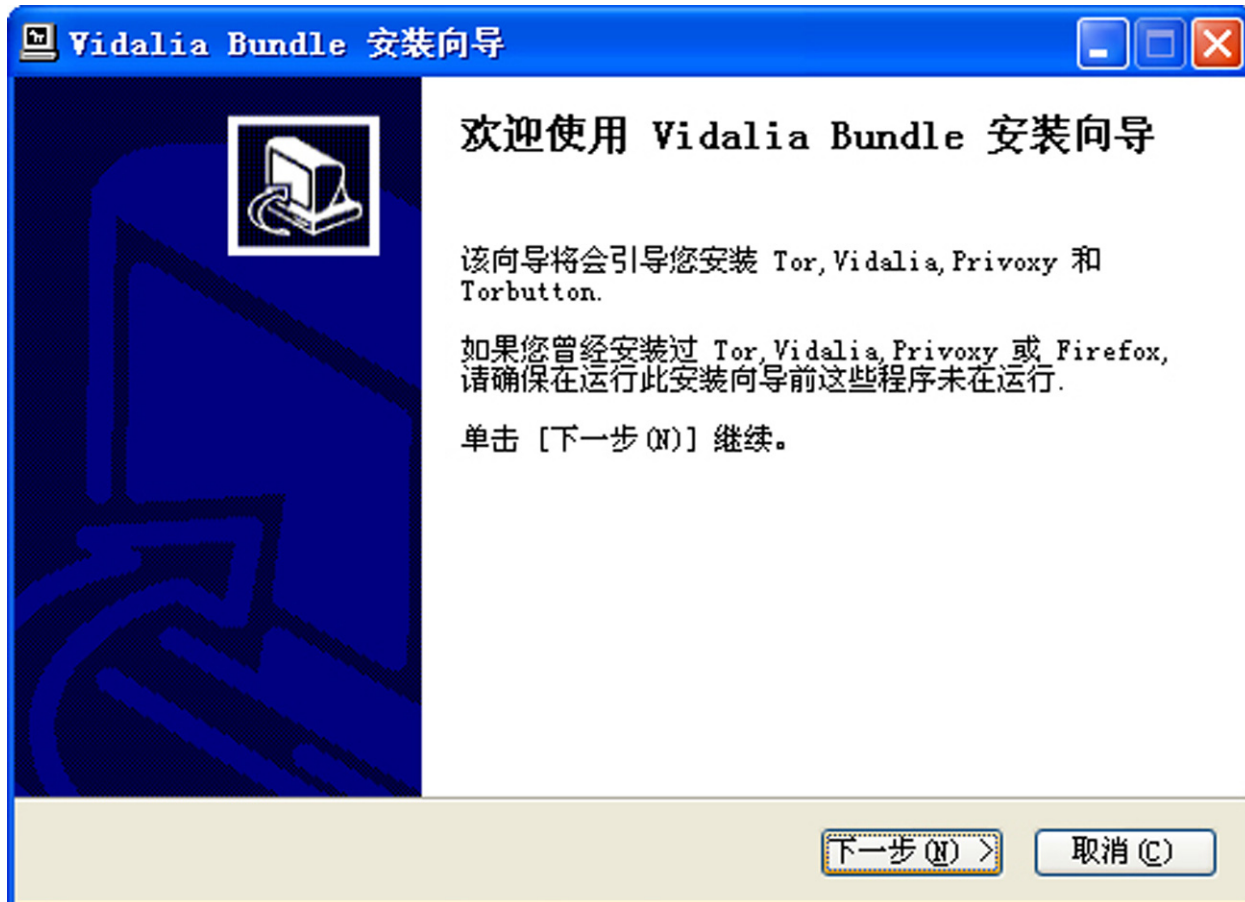 Vidalia Bundle 安装向导
欢迎使用 Vidalia Bundle 安装向导
该向导将会引导您安装 Tor,Vidalia,Privoxy 和
Torbutton.
如果您曾经安装过 Tor,Vidalia,Privoxy 或 Firefox,
请确保在运行此安装向导前这些程序未在运行.
单击 [下一步(N)] 继续。
下一步(N) >
取消(C)